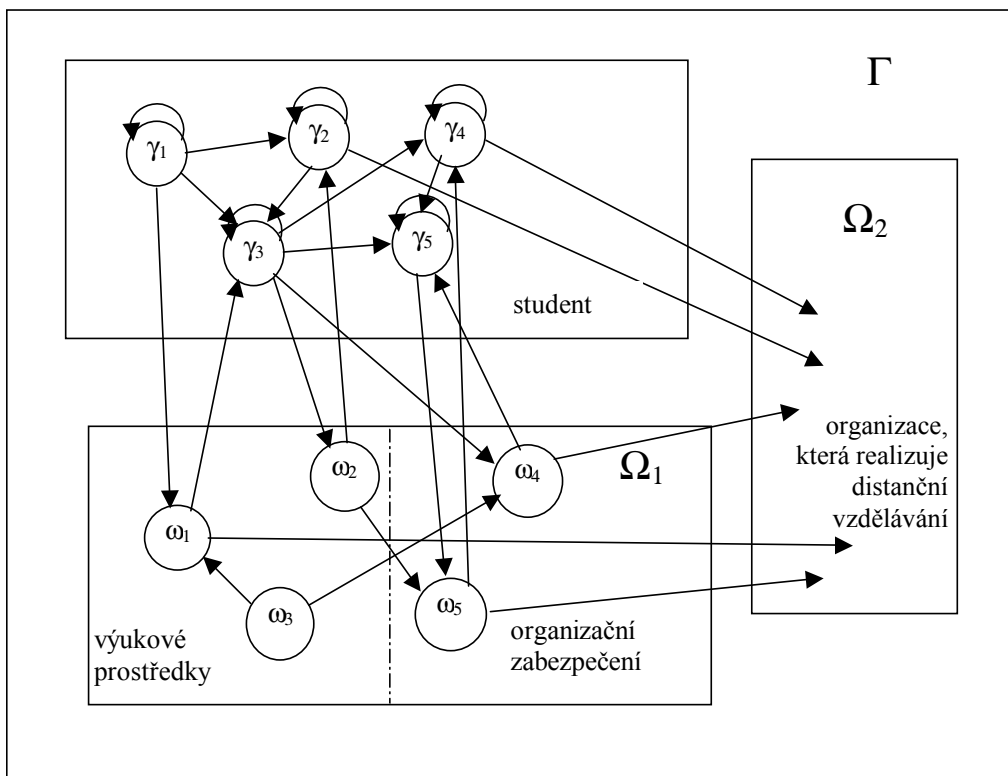 Γ
γ1
γ2
γ4
γ3
γ5
student
Ω2
organizace,
která realizuje
distanční
vzdělávání
Ω1
ω2
ω4
ω1
ω3
ω5
výukové
prostředky
organizační
zabezpečení